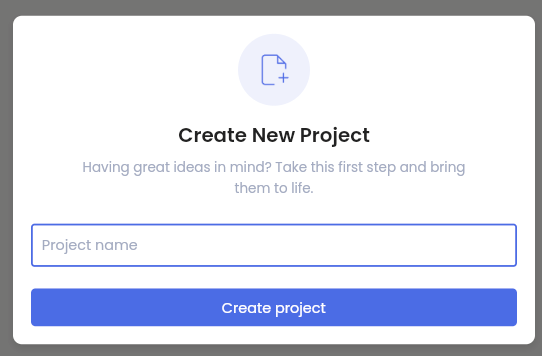 Create New Project
Having great ideas in mind? Take this first step and bring
them to life.
Project name
Create project